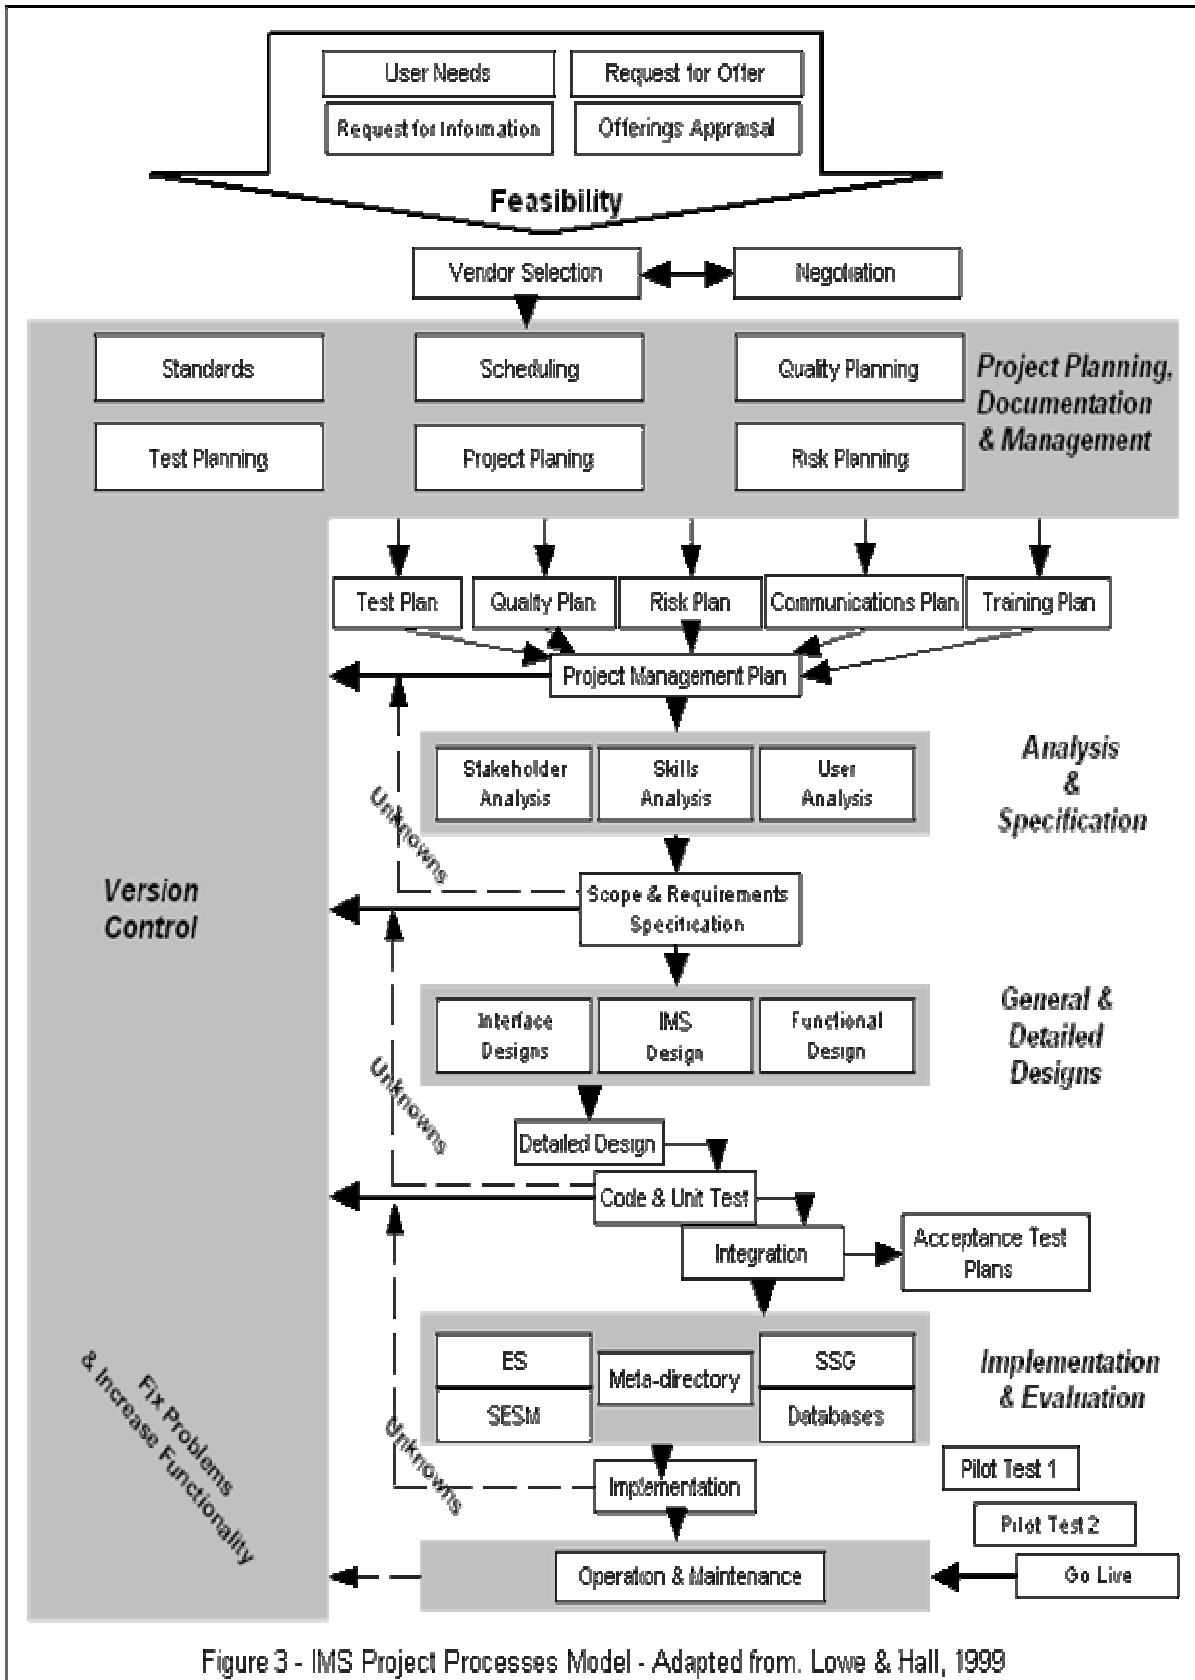 User Needs
Request for Offer
Request for Information
Offerings Appraisal
Feasibility
Vendor Selection
Negotiation
Standards
Scheduling
Quality Planning
Project Planning,
Documentation
& Management
Test Planning
Project Planing
Risk Planning
Test Plan
Quality Plan
Risk Plan
Communications Plan
Training Plan
Project Management Plan
Stakeholder
Analysis
Skills
Analysis
User
Analysis
Analysis
&
Specification
Unknowns
Version
Control
Scope & Requirements
Specification
Interface
Designs
IMS
Design
Functional
Design
General &
Detailed
Designs
Unknowns
Detailed Design
Code & Unit Test
Integration
Acceptance Test
Plans
ES
Meta-directory
SSG
SESM
Databases
Implementation
& Evaluation
Unknowns
Fix Problems
& Increase Functionality
Implementation
Pilot Test 1
Pilot Test 2
Operation & Maintenance
Go Live
Figure 3 - IMS Project Processes Model - Adapted from. Lowe & Hall, 1999